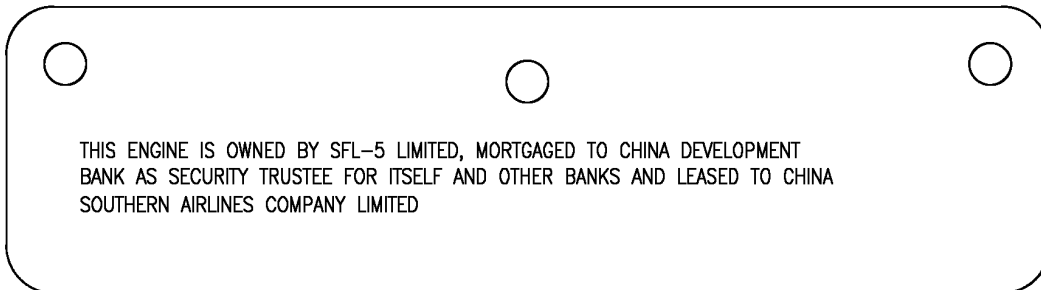 THIS ENGINE IS OWNED BY SFL-5 LIMITED, MORTGAGED TO CHINA DEVELOPMENT
BANK AS SECURITY TRUSTEE FOR ITSELF AND OTHER BANKS AND LEASED TO CHINA
SOUTHERN AIRLINES COMPANY LIMITED